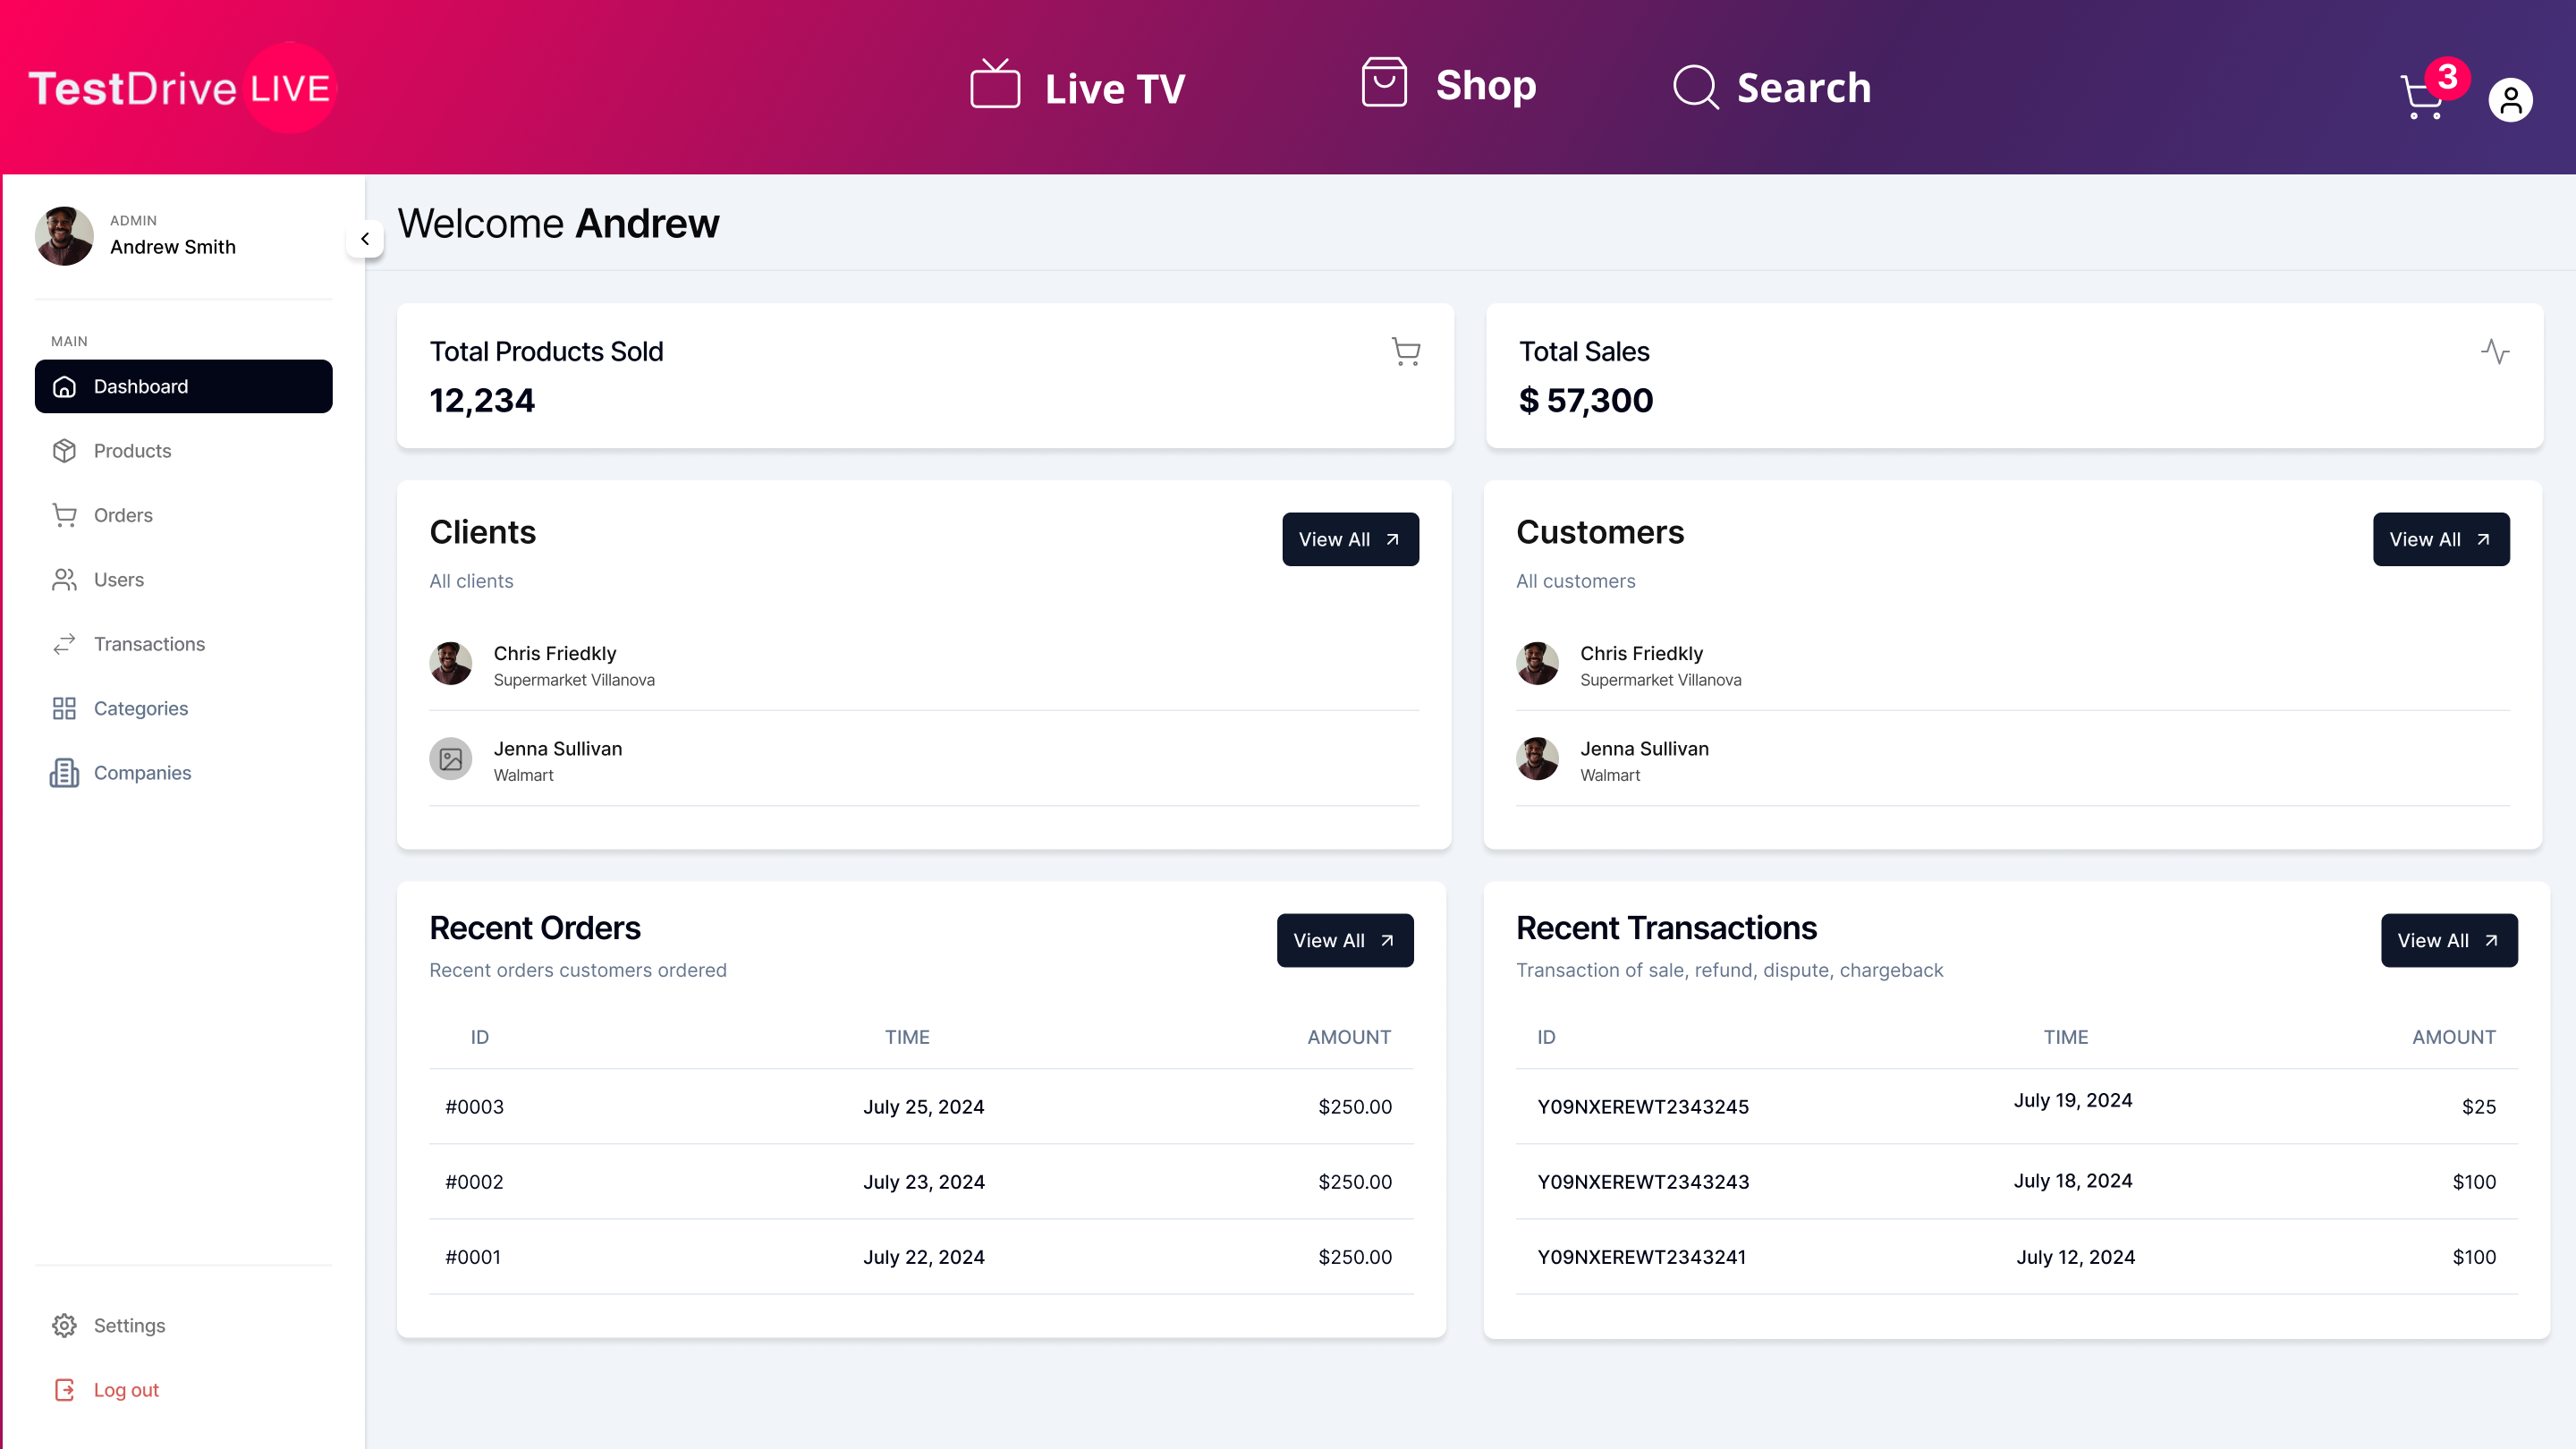 TestDrive LIVE
Live TV
Shop
Search
3
ADMIN
Andrew Smith
MAIN
Dashboard
Products
Orders
Users
Transactions
Categories
Companies
Settings
Log out
Welcome Andrew
Total Products Sold
12,234
Total Sales
$ 57,300
Clients
View All
All clients
Chris Friedkly
Supermarket Villanova
Jenna Sullivan
Walmart
Customers
View All
All customers
Chris Friedkly
Supermarket Villanova
Jenna Sullivan
Walmart
Recent Orders
View All
Recent orders customers ordered
ID TIME AMOUNT
#0003 July 25, 2024 $250.00
#0002 July 23, 2024 $250.00
#0001 July 22, 2024 $250.00
Recent Transactions
View All
Transaction of sale, refund, dispute, chargeback
ID TIME AMOUNT
Y09NXEREWT2343245 July 19, 2024 $25
Y09NXEREWT2343243 July 18, 2024 $100
Y09NXEREWT2343241 July 12, 2024 $100